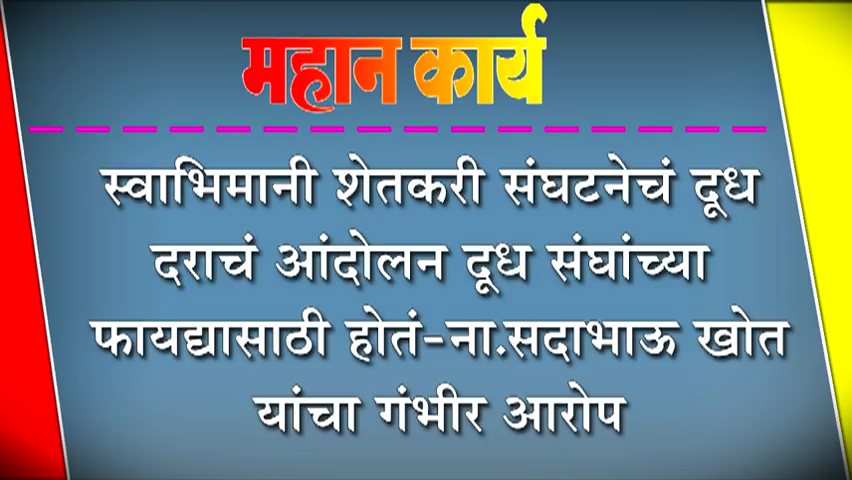 महान कार्य
स्वाभिमानी शेतकरी संघटनेचं दूध
दराचं आंदोलन दूध संघांच्या
फायद्यासाठी होतं-ना.सदाभाऊ खोत
यांचा गंभीर आरोप